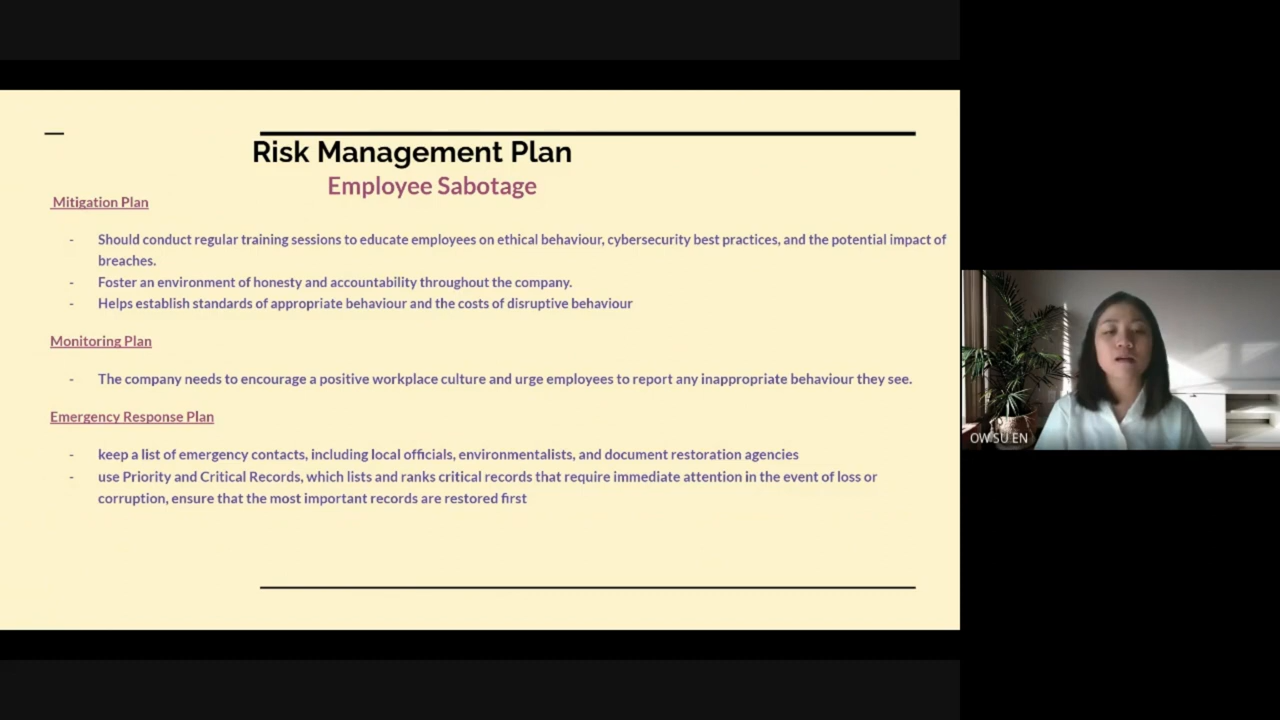 Risk Management Plan
Employee Sabotage
Mitigation Plan
- Should conduct regular training sessions to educate employees on ethical behaviour, cybersecurity best practices, and the potential impact of
breaches.
- Foster an environment of honesty and accountability throughout the company.
- Helps establish standards of appropriate behaviour and the costs of disruptive behaviour
Monitoring Plan
- The company needs to encourage a positive workplace culture and urge employees to report any inappropriate behaviour they see.
Emergency Response Plan
- keep a list of emergency contacts, including local officials, environmentalists, and document restoration agencies
- use Priority and Critical Records, which lists and ranks critical records that require immediate attention in the event of loss or
corruption, ensure that the most important records are restored first
OW SU EN